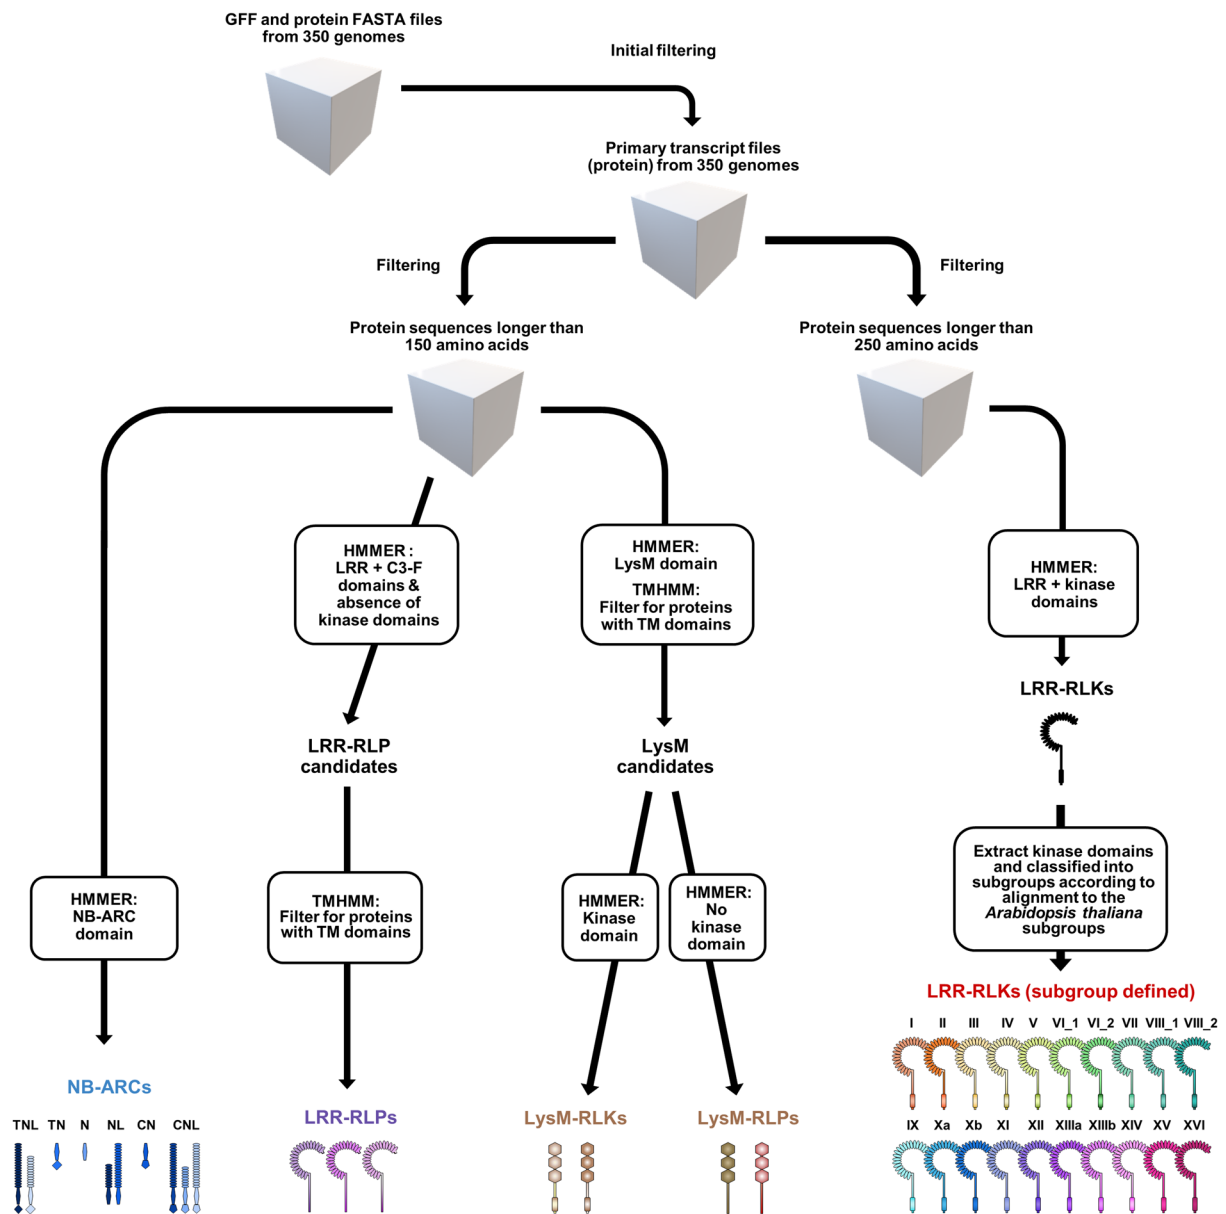 GFF and protein FASTA files
from 350 genomes
Initial filtering
Primary transcript files
(protein) from 350 genomes
Filtering
Filtering
Protein sequences longer than
150 amino acids
Protein sequences longer than
250 amino acids
HMMER :
LRR + C3-F
domains &
absence of
kinase domains
HMMER:
LysM domain
TMHMM:
Filter for proteins
with TM domains
HMMER:
LRR + kinase
domains
LRR-RLKs
LRR-RLP
candidates
LysM
candidates
Extract kinase domains
and classified into
subgroups according to
alignment to the
Arabidopsis thaliana
subgroups
HMMER:
NB-ARC
domain
TMHMM:
Filter for proteins
with TM domains
HMMER:
Kinase
domain
HMMER:
No
kinase
domain
LRR-RLKs (subgroup defined)
I II III IV V VI_1 VI_2 VII VIII_1 VIII_2
IX Xa Xb XI XII XIIIa XIIIb XIV XV XVI
NB-ARCs
TNL TN N NL CN CNL
LRR-RLPs
LysM-RLKs
LysM-RLPs